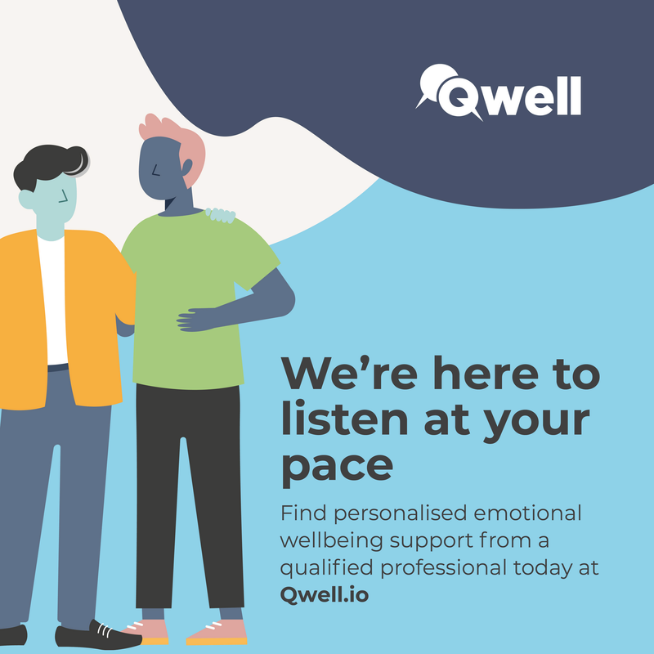 Qwell
We’re here to
listen at your
pace
Find personalised emotional
wellbeing support from a
qualified professional today at
Qwell.io